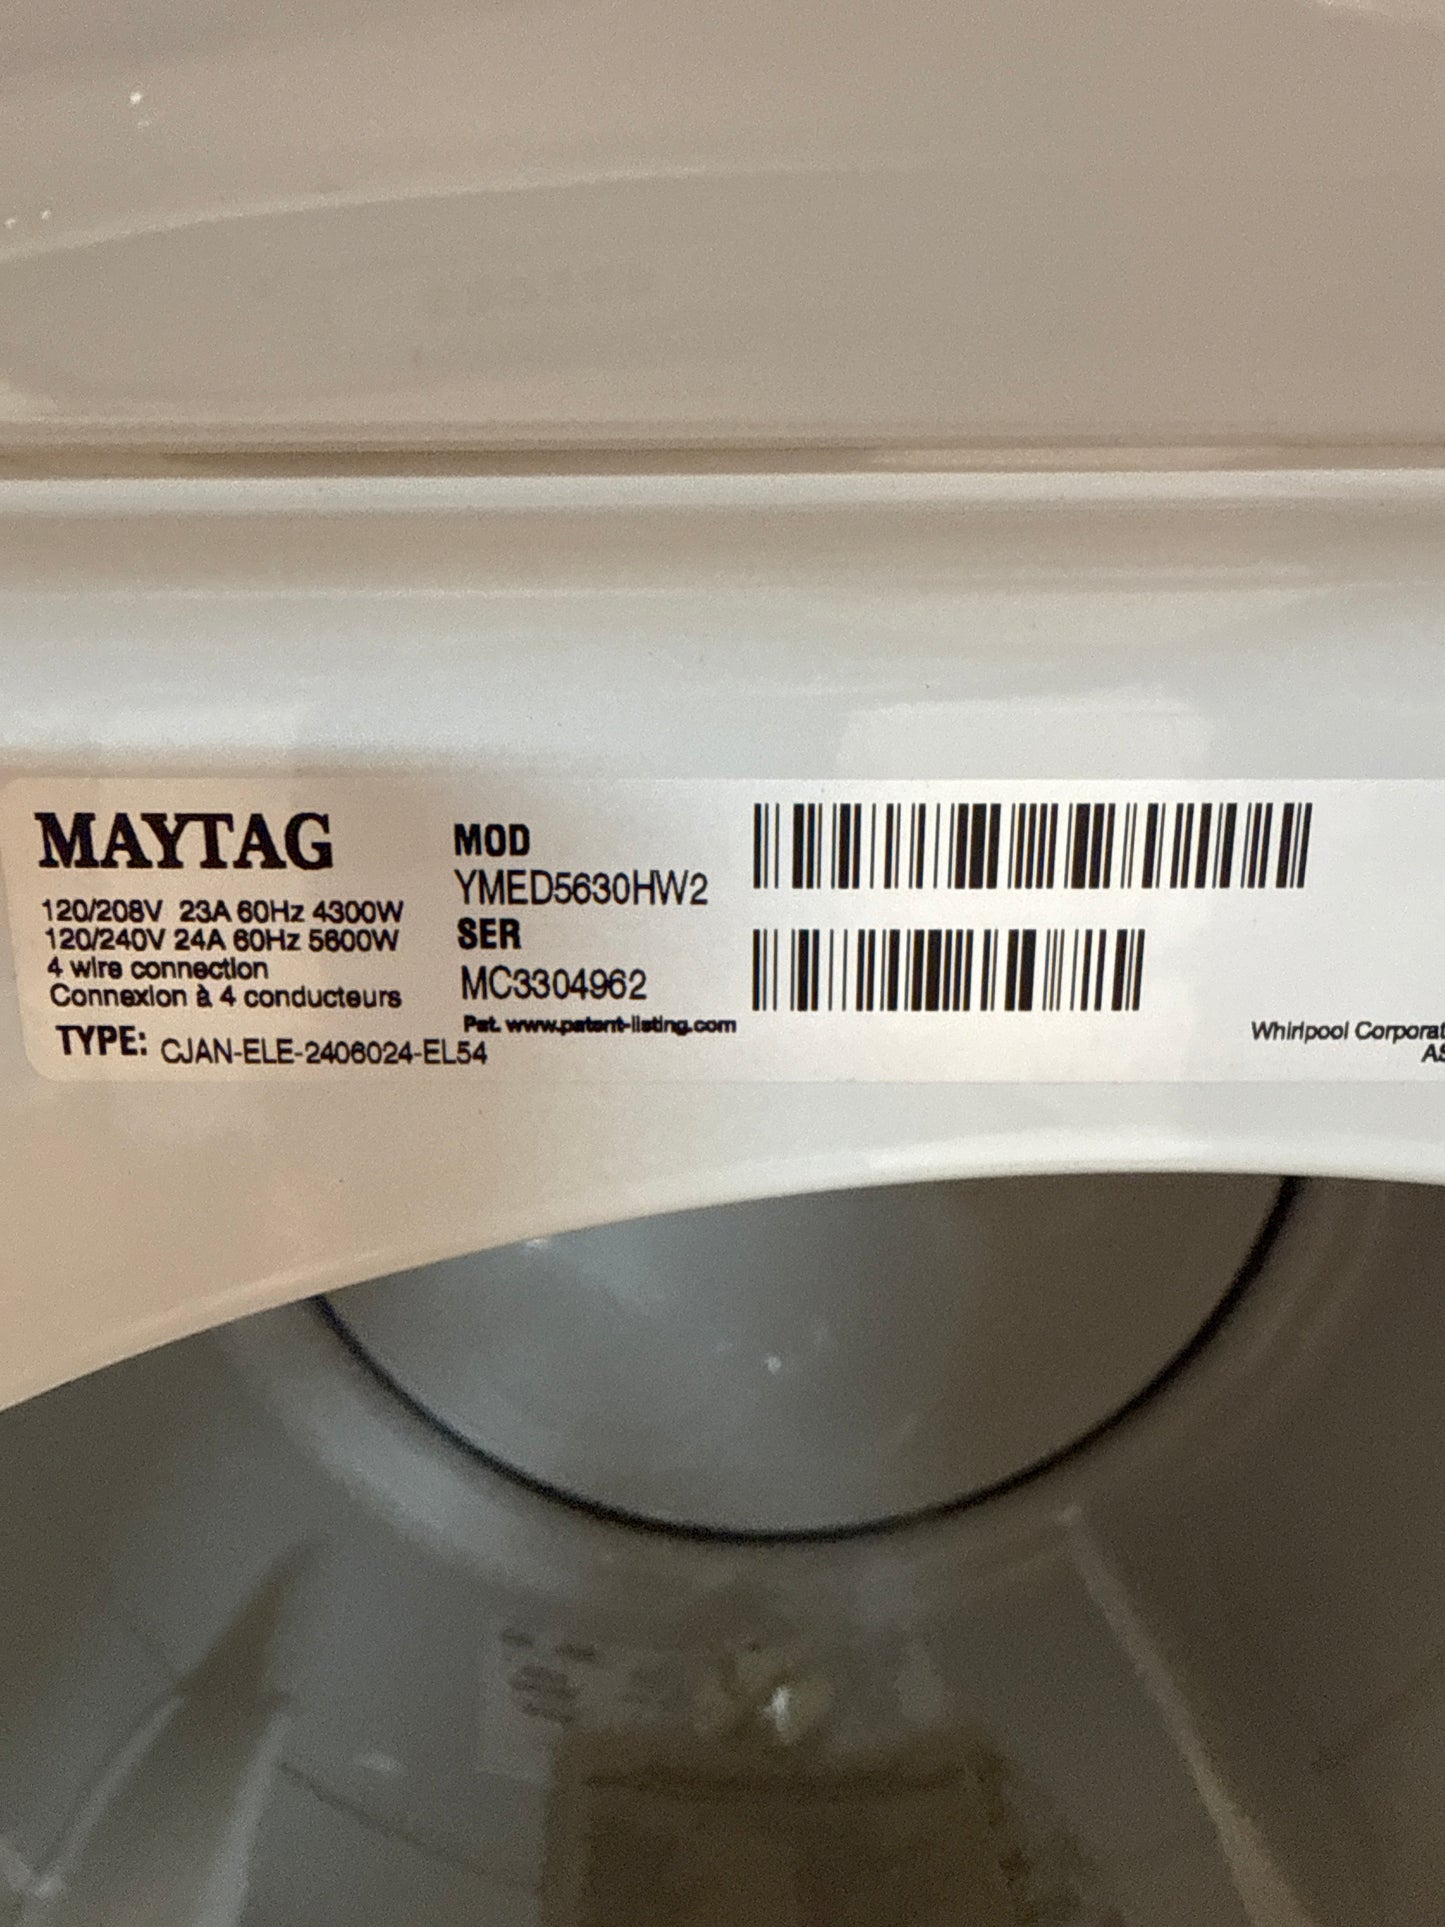 MAYTAG
120/208V 23A 60Hz 4300W
120/240V 24A 60Hz 5600W
4 wire connection
Connexion à 4 conducteurs
TYPE: CJAN-ELE-2406024-EL54
MOD
YMED5630HW2
SER
MC3304962
Pat. www.patent-listing.com
Whirlpool Corporat
AS